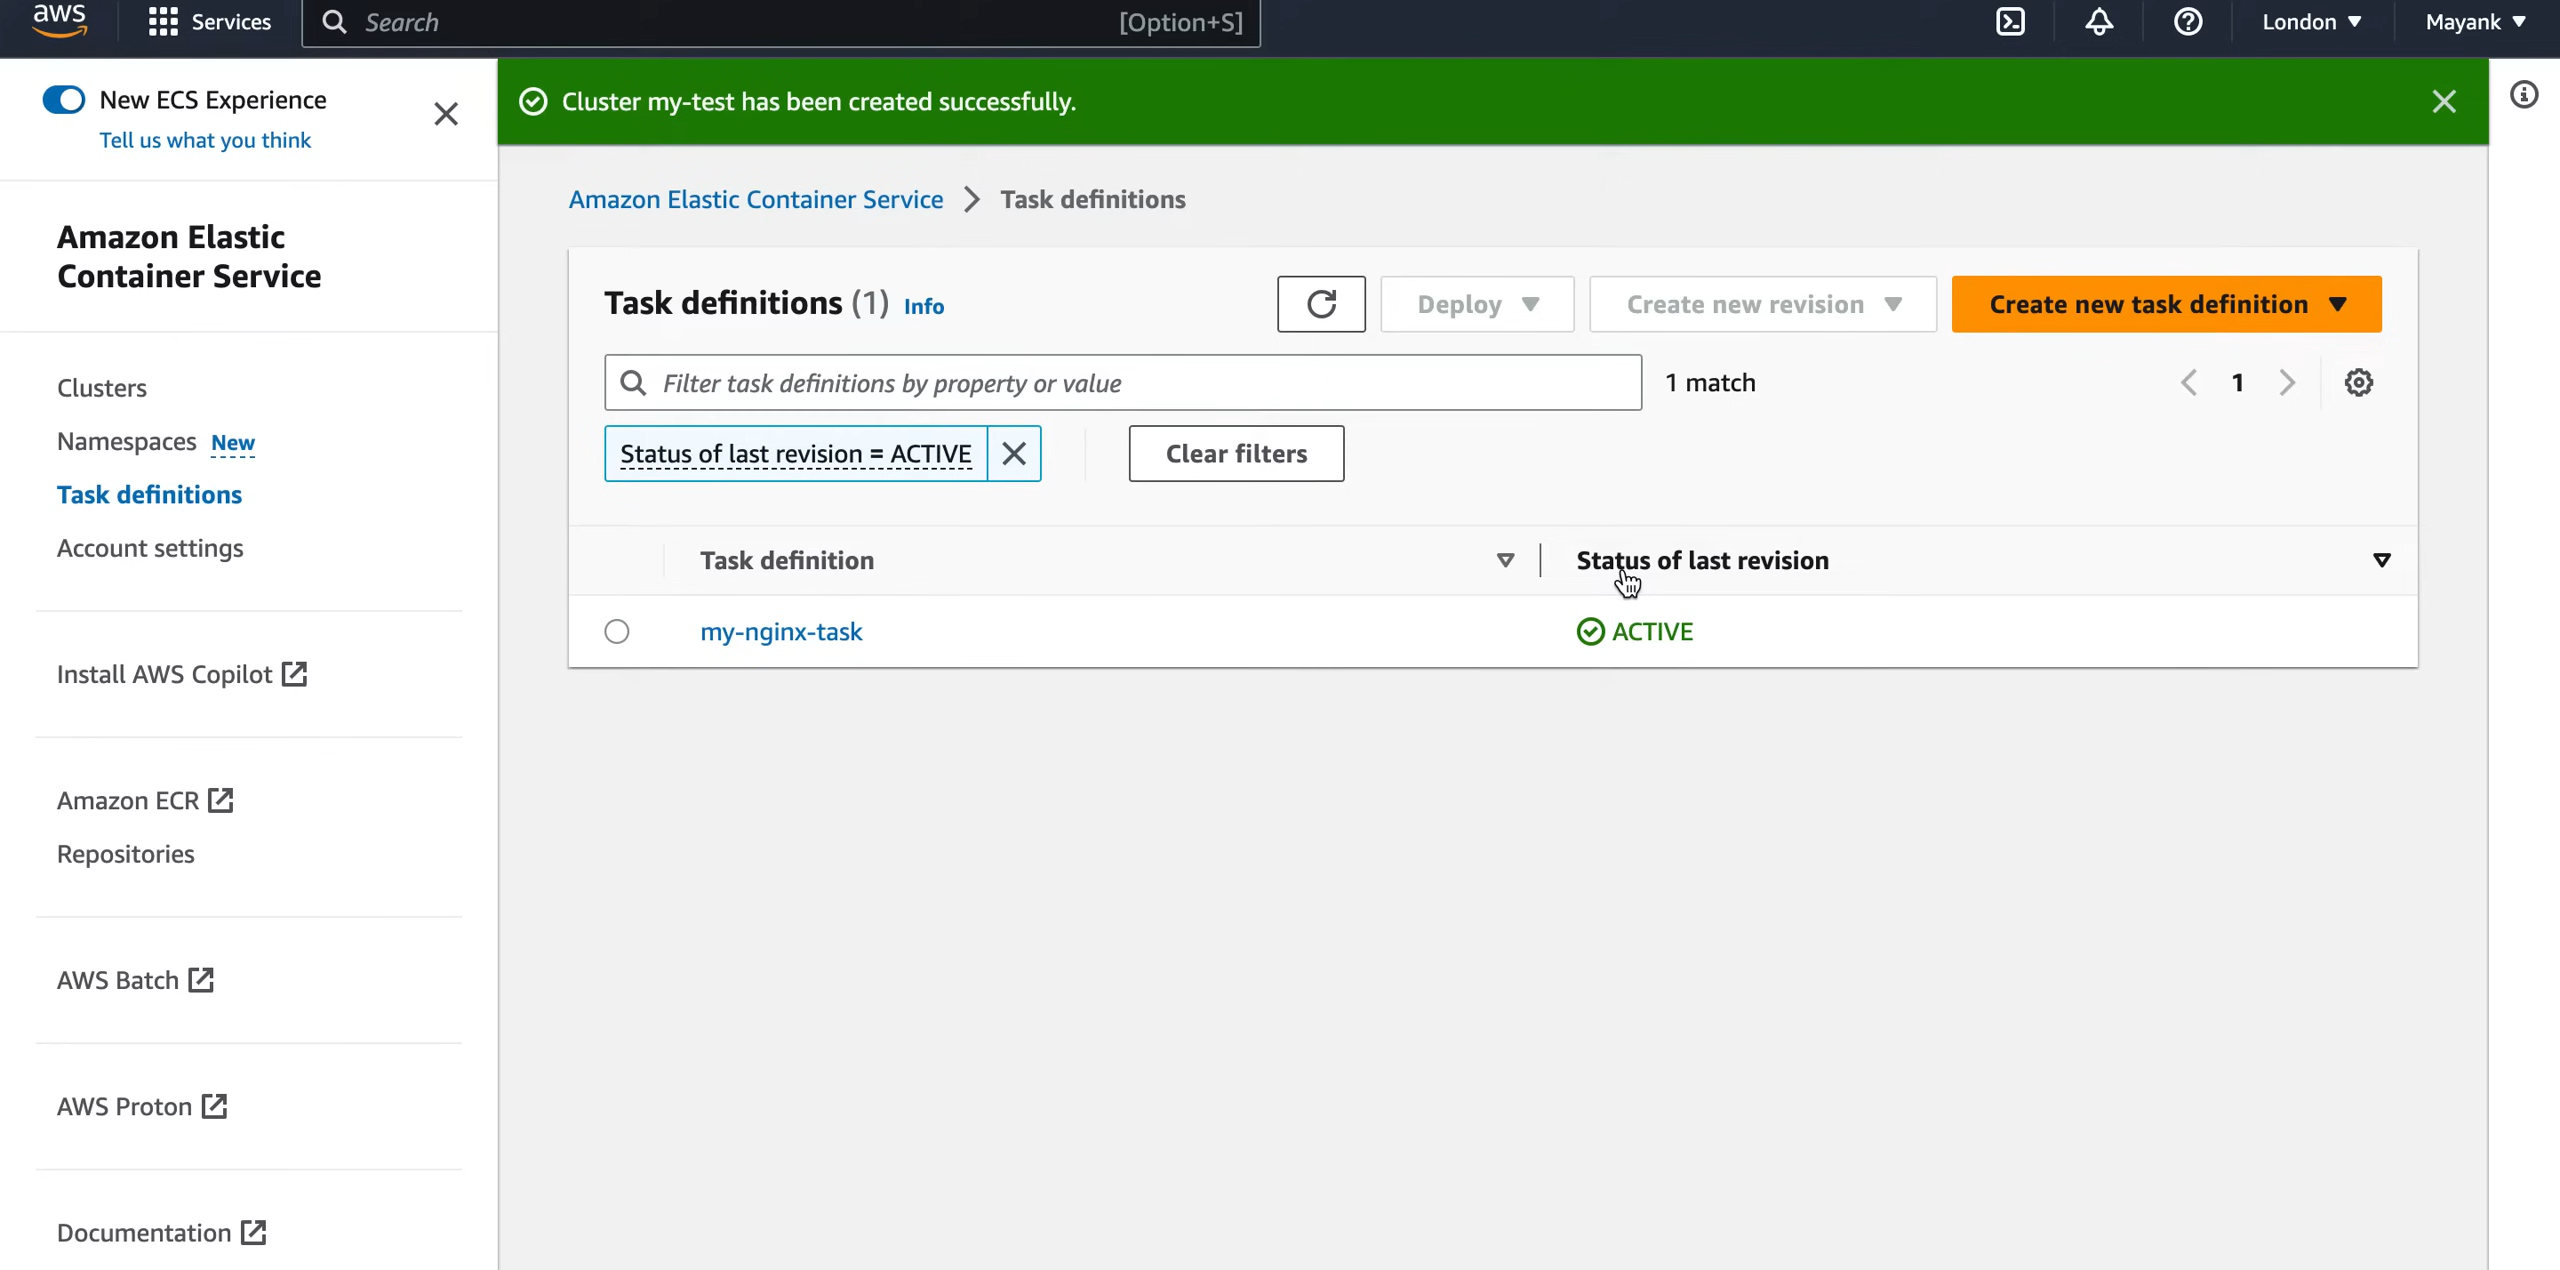 aws
Services
Search
[Option+S]
London
Mayank
New ECS Experience
Tell us what you think
Amazon Elastic
Container Service
Clusters
Namespaces New
Task definitions
Account settings
Install AWS Copilot
Amazon ECR
Repositories
AWS Batch
AWS Proton
Documentation
Cluster my-test has been created successfully.
Amazon Elastic Container Service > Task definitions
Task definitions (1) Info
Deploy
Create new revision
Create new task definition
Filter task definitions by property or value
1 match
1
Status of last revision = ACTIVE
Clear filters
Task definition
Status of last revision
my-nginx-task
ACTIVE